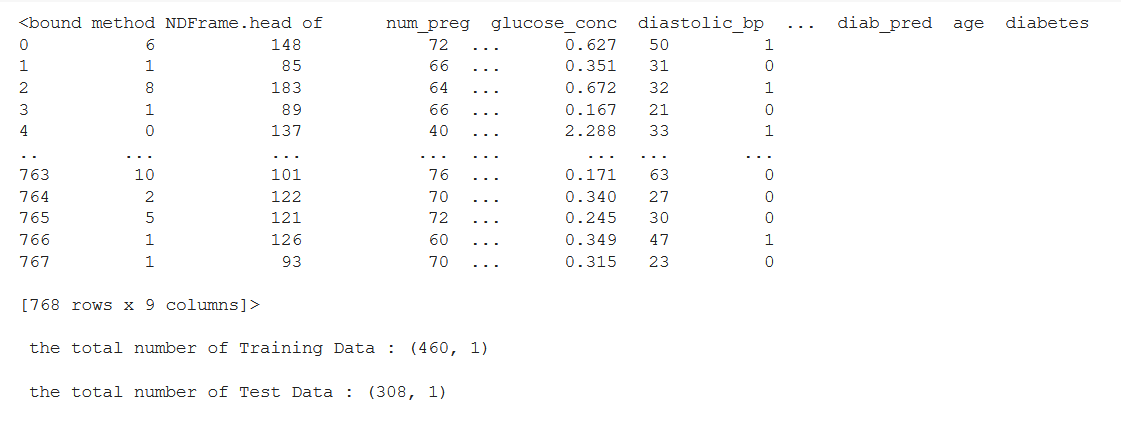 <bound method NDFrame.head of      num_preg  glucose_conc  diastolic_bp  ...  diab_pred  age  diabetes
0           6           148            72  ...      0.627   50         1
1           1            85            66  ...      0.351   31         0
2           8           183            64  ...      0.672   32         1
3           1            89            66  ...      0.167   21         0
4           0           137            40  ...      2.288   33         1
..        ...           ...           ...  ...        ...  ...       ...
763        10           101            76  ...      0.171   63         0
764         2           122            70  ...      0.340   27         0
765         5           121            72  ...      0.245   30         0
766         1           126            60  ...      0.349   47         1
767         1            93            70  ...      0.315   23         0
[768 rows x 9 columns]>
the total number of Training Data : (460, 1)
the total number of Test Data : (308, 1)